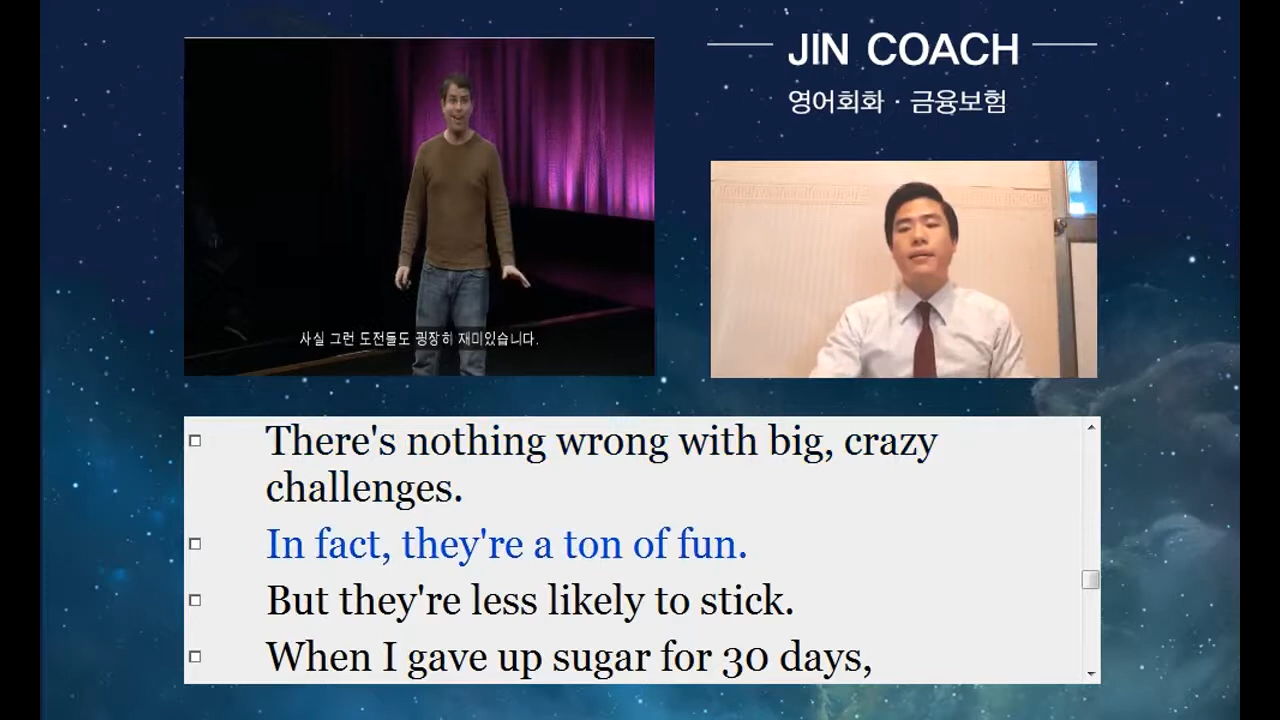 JIN COACH
영어회화 · 금융보험
사실 그런 도전들도 굉장히 재미있습니다.
There's nothing wrong with big, crazy
challenges.
In fact, they're a ton of fun.
But they're less likely to stick.
When I gave up sugar for 30 days,